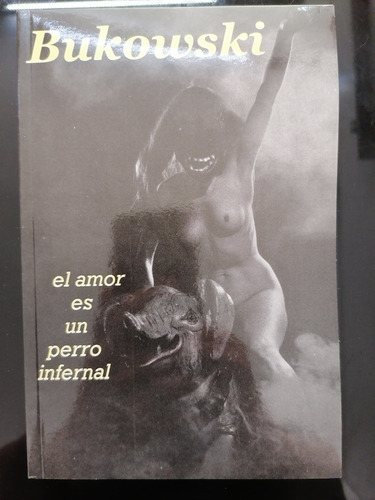 Bukowski
el amor
es
un
perro
infernal